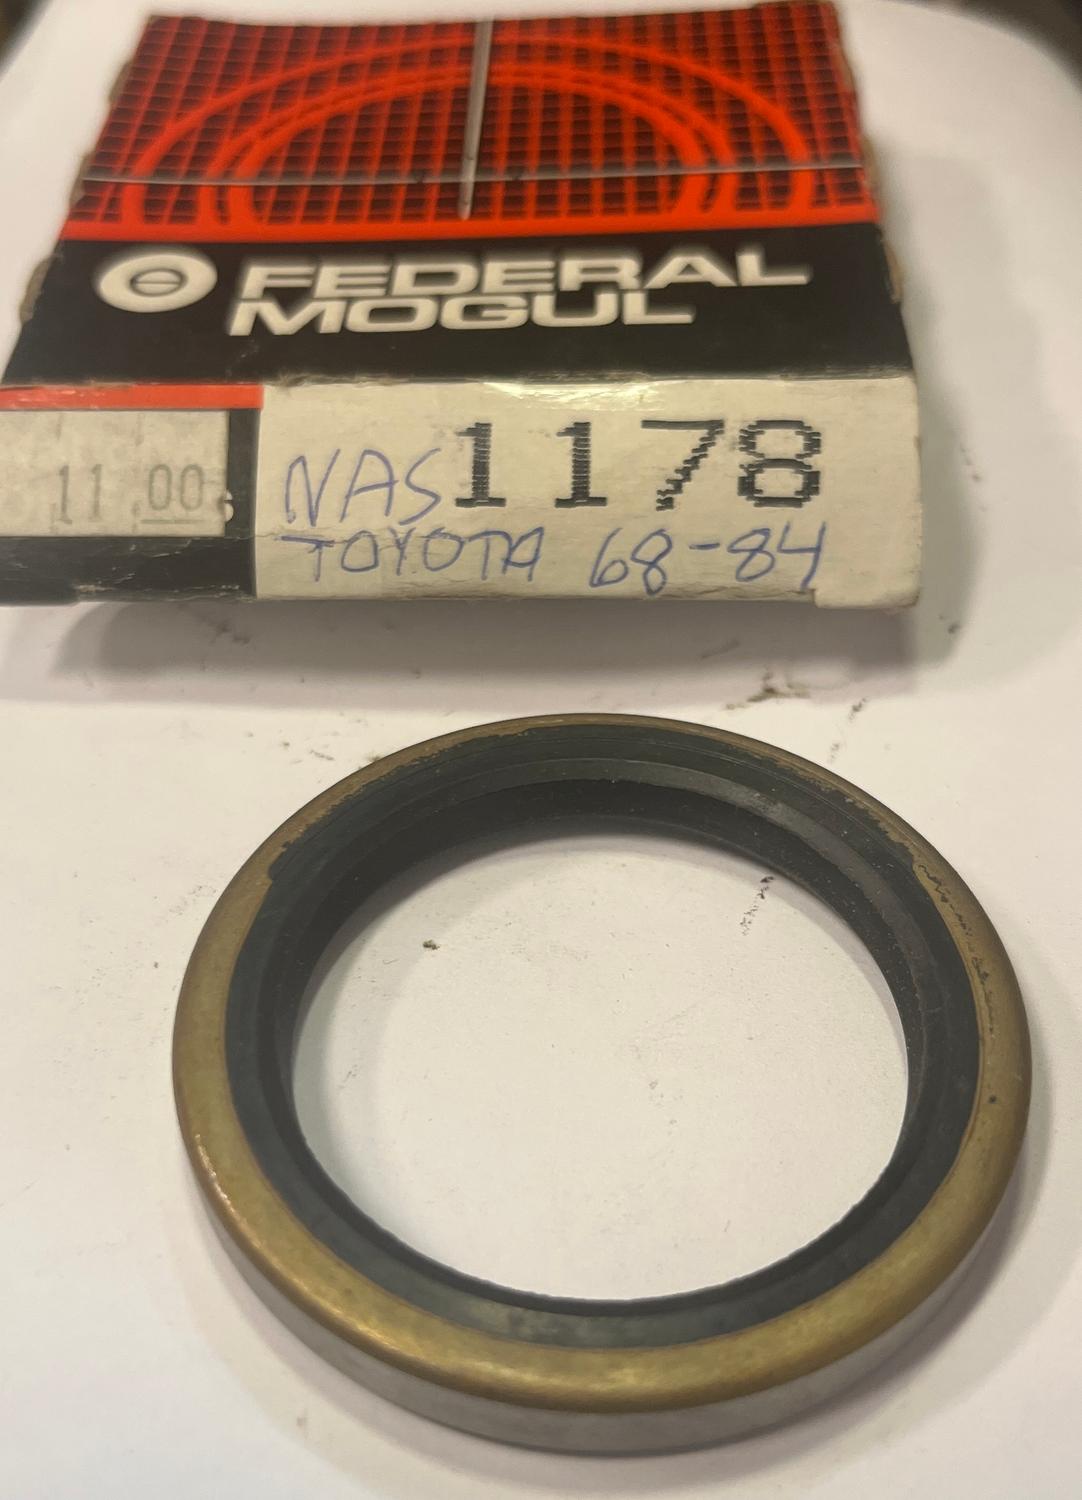 FEDERAL
MOGUL
11.00
NAS 1178
TOYOTA 68-84